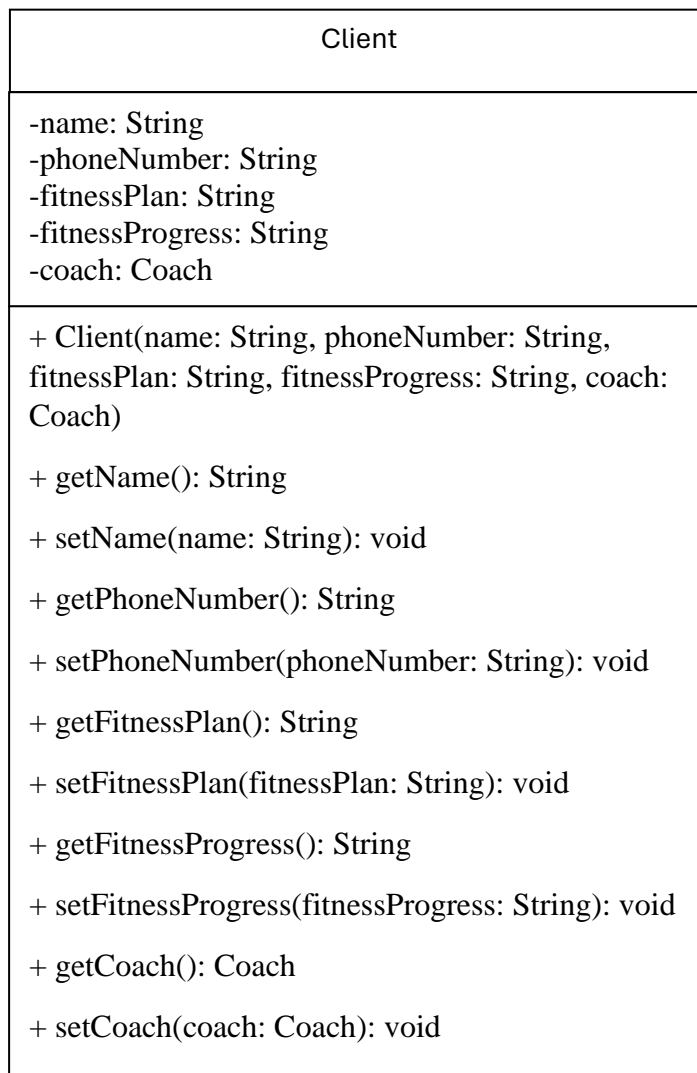 Client
-name: String
-phoneNumber: String
-fitnessPlan: String
-fitnessProgress: String
-coach: Coach
+ Client(name: String, phoneNumber: String,
fitnessPlan: String, fitnessProgress: String, coach:
Coach)
+ getName(): String
+ setName(name: String): void
+ getPhoneNumber(): String
+ setPhoneNumber(phoneNumber: String): void
+ getFitnessPlan(): String
+ setFitnessPlan(fitnessPlan: String): void
+ getFitnessProgress(): String
+ setFitnessProgress(fitnessProgress: String): void
+ getCoach(): Coach
+ setCoach(coach: Coach): void